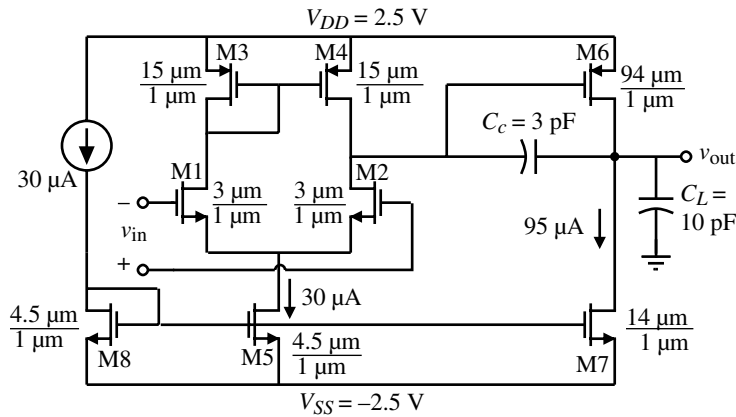 V_DD = 2.5 V
M3
M4
M6
15 µm
1 µm
15 µm
1 µm
94 µm
1 µm
C_c = 3 pF
30 µA
v_out
M1
M2
3 µm
1 µm
3 µm
1 µm
–
v_in
+
C_L =
10 pF
95 µA
30 µA
4.5 µm
1 µm
M8
M5
4.5 µm
1 µm
14 µm
1 µm
M7
V_SS = –2.5 V